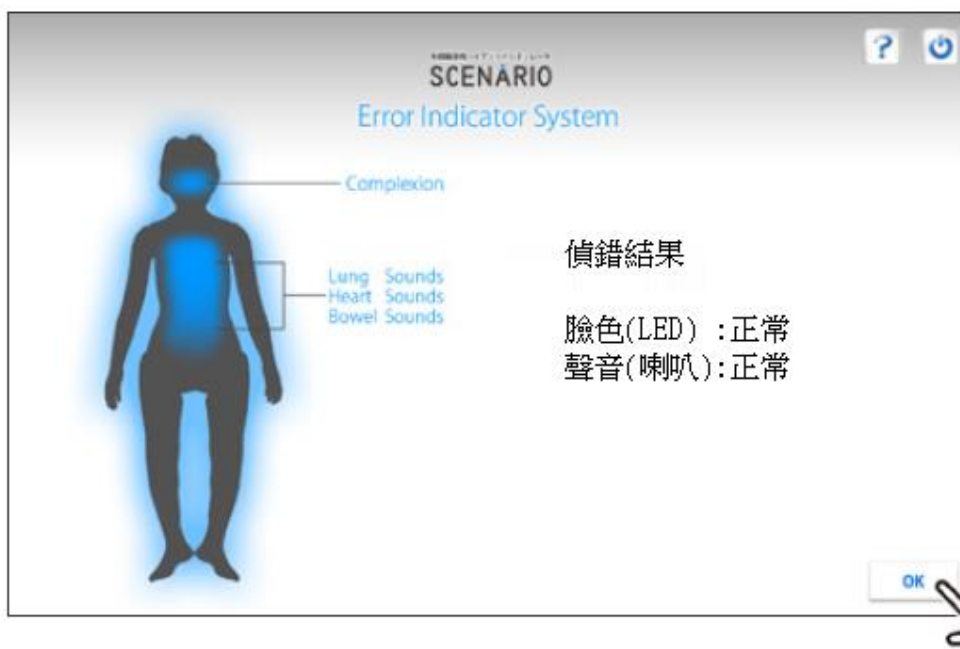 SCENARIO
Error Indicator System
Complexion
Lung Sounds
Heart Sounds
Bowel Sounds
偵錯結果
臉色(LED) :正常
聲音(喇叭):正常
?
OK